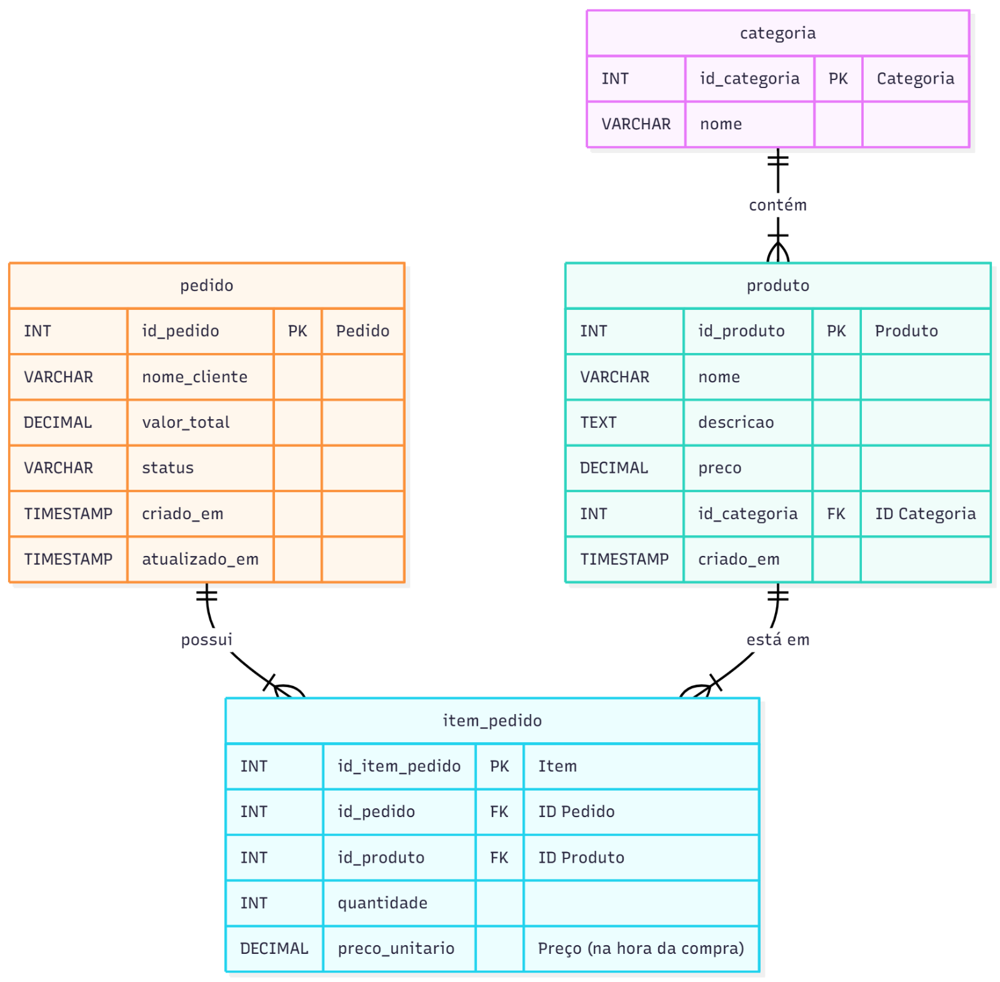 categoria
INT id_categoria PK Categoria
VARCHAR nome
contém
pedido
INT id_pedido PK Pedido
VARCHAR nome_cliente
DECIMAL valor_total
VARCHAR status
TIMESTAMP criado_em
TIMESTAMP atualizado_em
produto
INT id_produto PK Produto
VARCHAR nome
TEXT descricao
DECIMAL preco
INT id_categoria FK ID Categoria
TIMESTAMP criado_em
possui
está em
item_pedido
INT id_item_pedido PK Item
INT id_pedido FK ID Pedido
INT id_produto FK ID Produto
INT quantidade
DECIMAL preco_unitario Preço (na hora da compra)